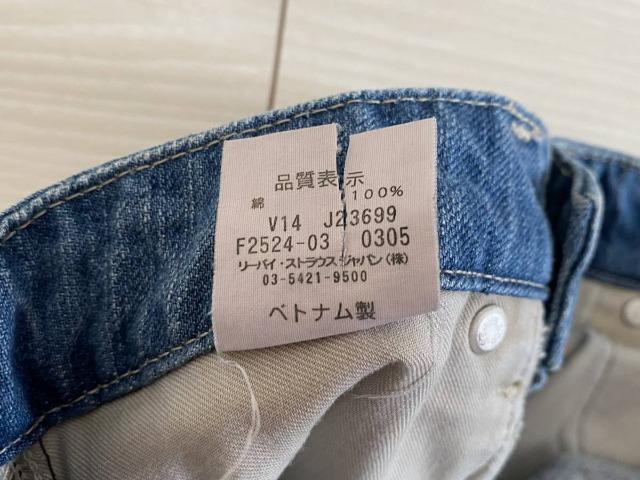 品質表示
綿 100%
V14 J23699
F2524-03 0305
リーバイ・ストラウス ジャパン(株)
03-5421-9500
ベトナム製